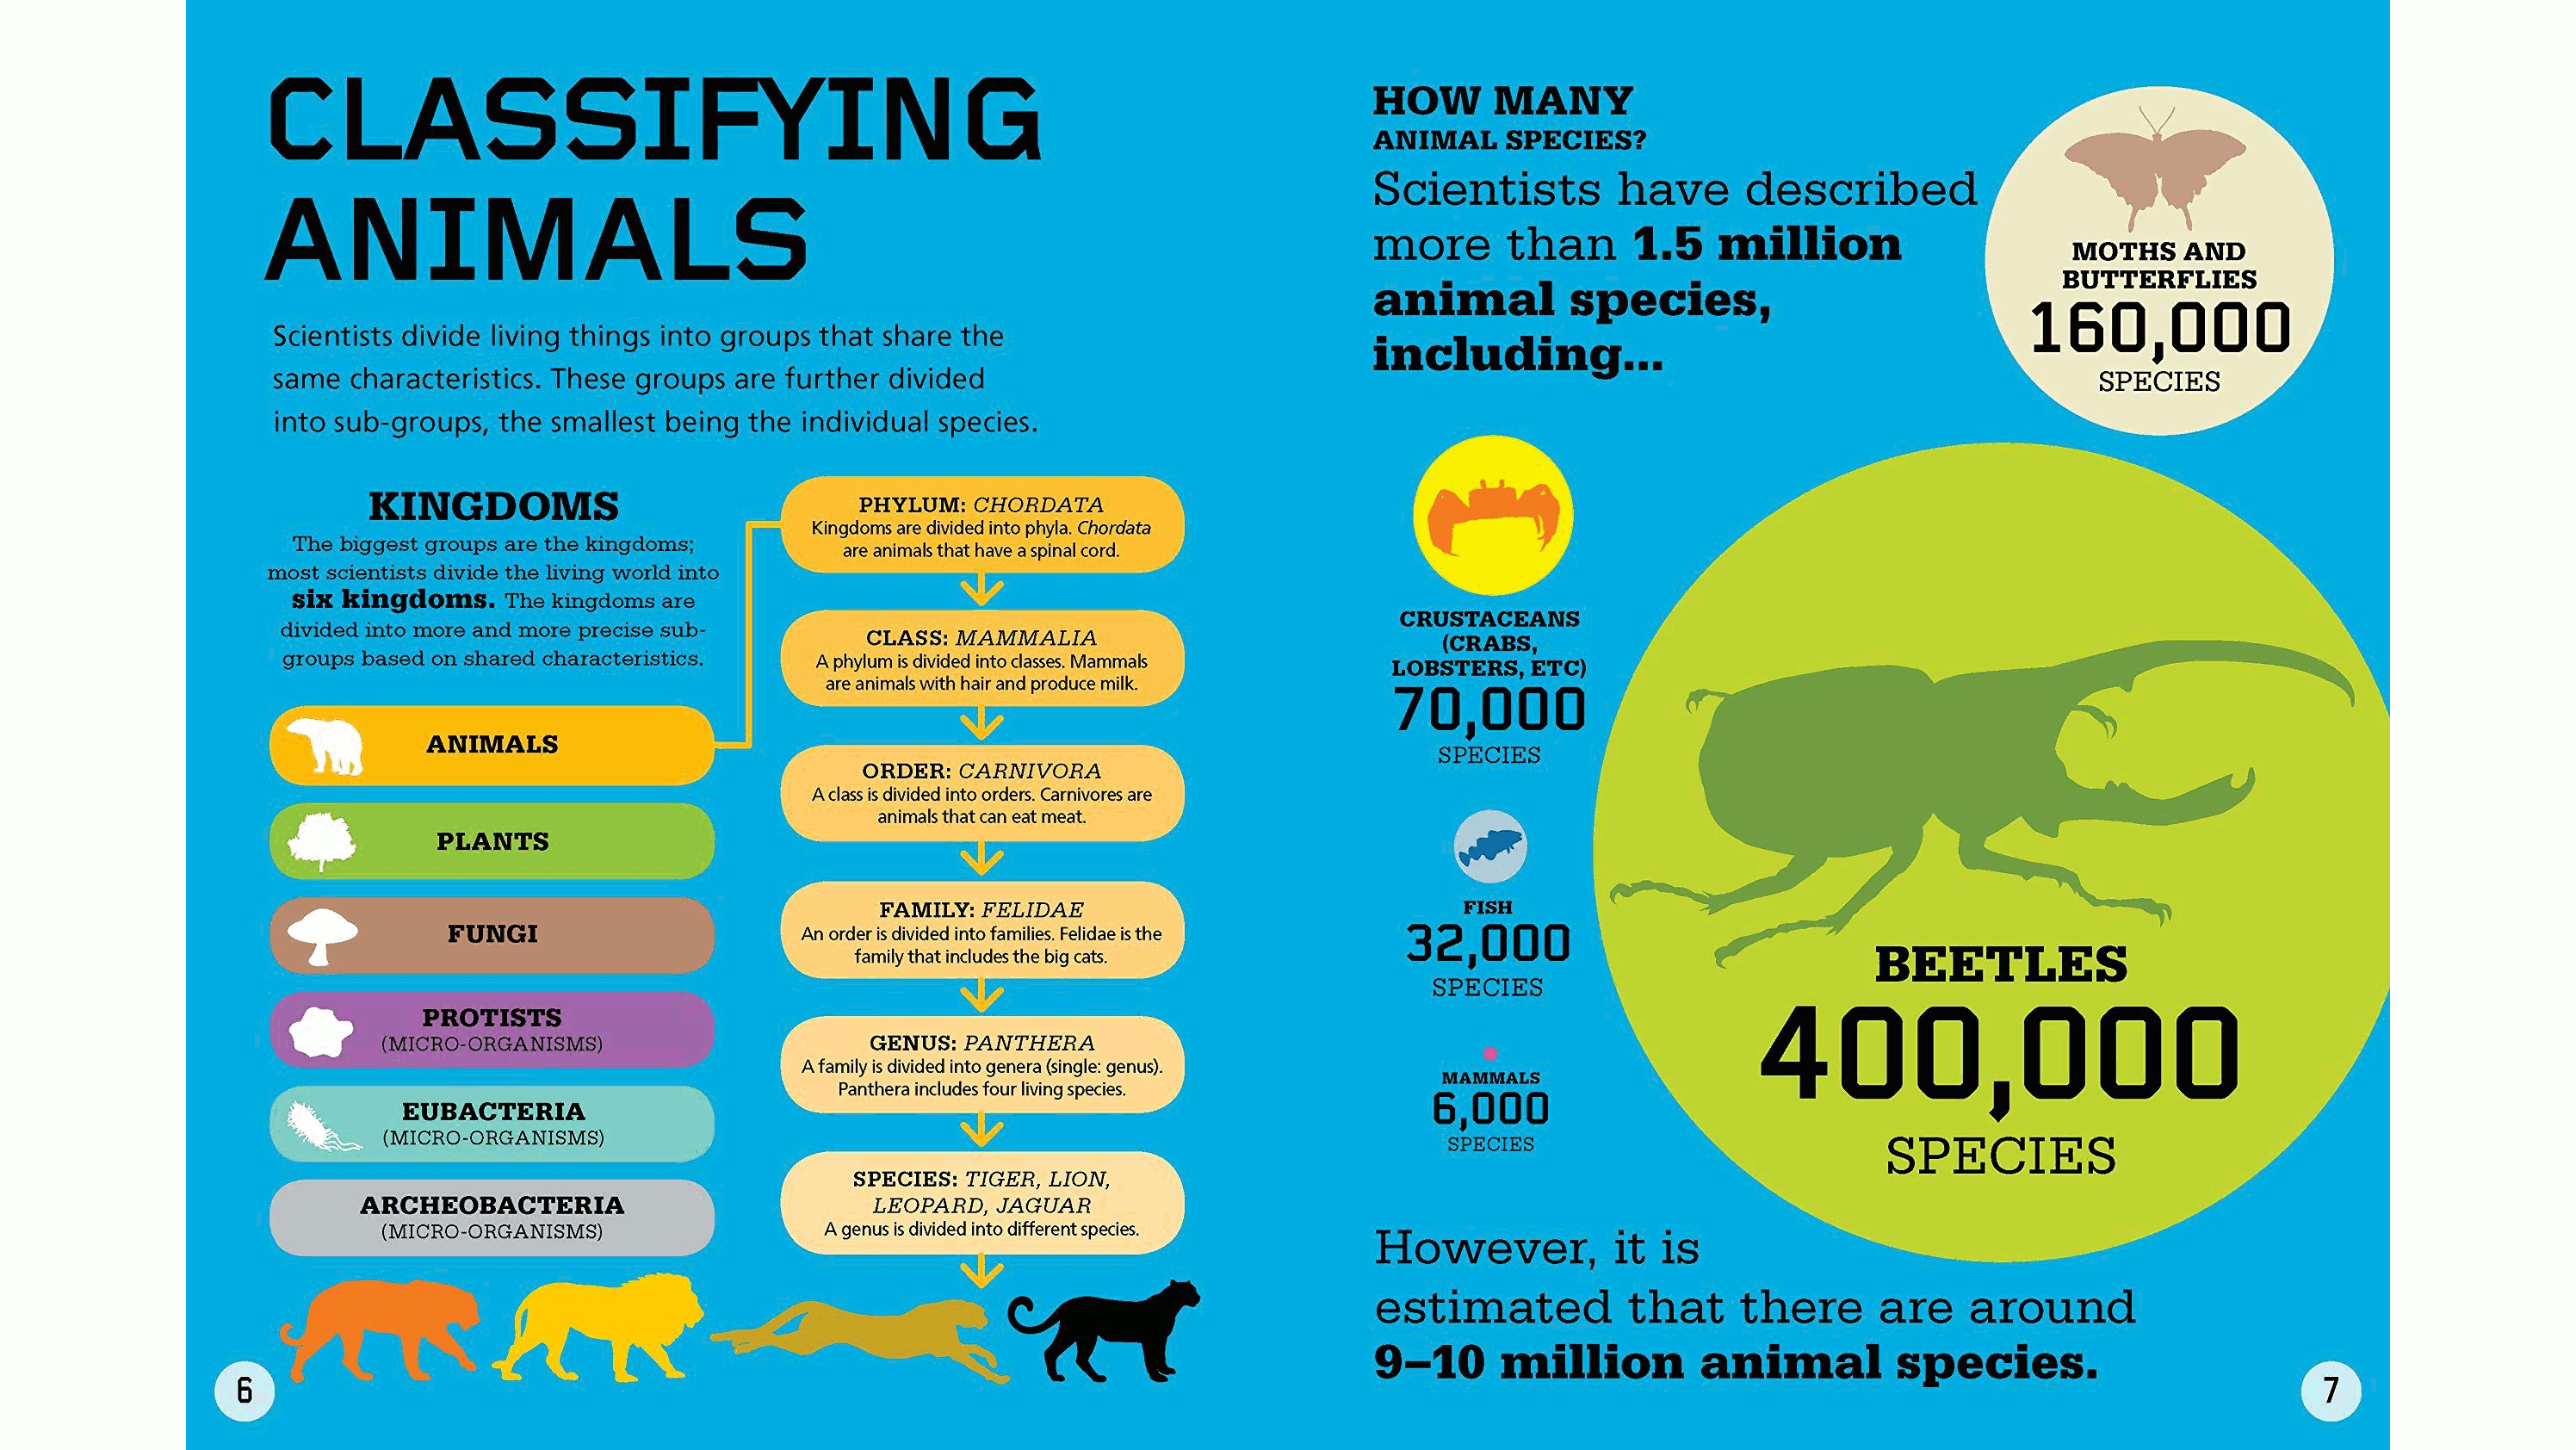 CLASSIFYING
ANIMALS
Scientists divide living things into groups that share the
same characteristics. These groups are further divided
into sub-groups, the smallest being the individual species.
KINGDOMS
The biggest groups are the kingdoms;
most scientists divide the living world into
six kingdoms. The kingdoms are
divided into more and more precise sub-
groups based on shared characteristics.
ANIMALS
PLANTS
FUNGI
PROTISTS
(MICRO-ORGANISMS)
EUBACTERIA
(MICRO-ORGANISMS)
ARCHEOBACTERIA
(MICRO-ORGANISMS)
PHYLUM: CHORDATA
Kingdoms are divided into phyla. Chordata
are animals that have a spinal cord.
CLASS: MAMMALIA
A phylum is divided into classes. Mammals
are animals with hair and produce milk.
ORDER: CARNIVORA
A class is divided into orders. Carnivores are
animals that can eat meat.
FAMILY: FELIDAE
An order is divided into families. Felidae is the
family that includes the big cats.
GENUS: PANTHERA
A family is divided into genera (single: genus).
Panthera includes four living species.
SPECIES: TIGER, LION,
LEOPARD, JAGUAR
A genus is divided into different species.
6
HOW MANY
ANIMAL SPECIES?
Scientists have described
more than 1.5 million
animal species,
including...
MOTHS AND
BUTTERFLIES
160,000
SPECIES
CRUSTACEANS
(CRABS,
LOBSTERS, ETC)
70,000
SPECIES
FISH
32,000
SPECIES
MAMMALS
6,000
SPECIES
BEETLES
400,000
SPECIES
However, it is
estimated that there are around
9–10 million animal species.
7